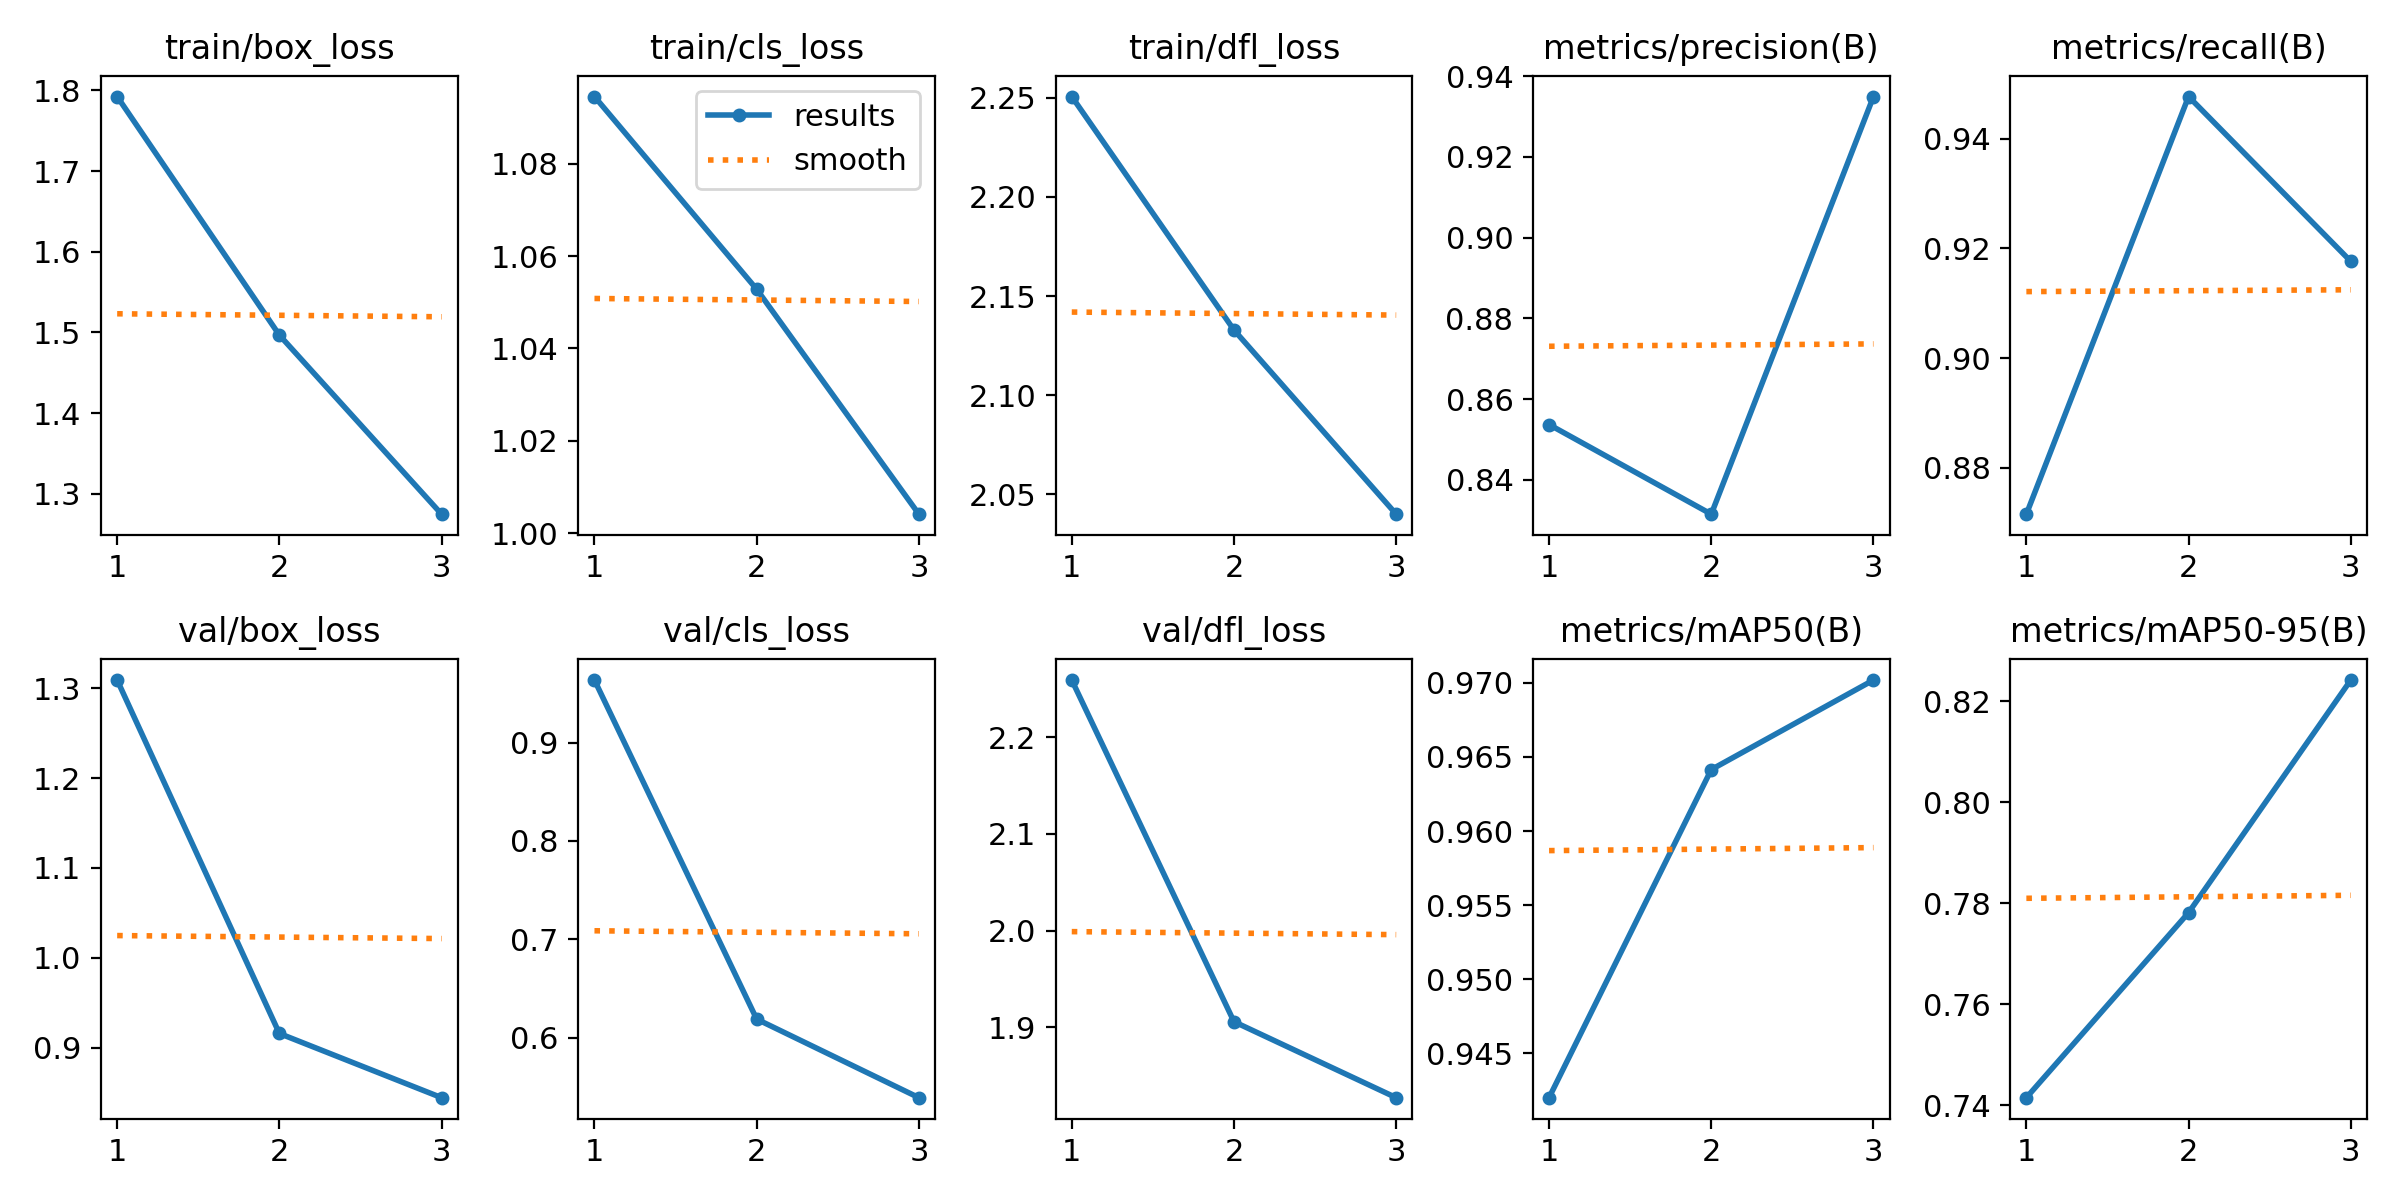 train/box_loss
1.8
1.7
1.6
1.5
1.4
1.3
1 2 3
train/cls_loss
results
smooth
1.08
1.06
1.04
1.02
1.00
1 2 3
train/dfl_loss
2.25
2.20
2.15
2.10
2.05
1 2 3
metrics/precision(B)
0.94
0.92
0.90
0.88
0.86
0.84
1 2 3
metrics/recall(B)
0.94
0.92
0.90
0.88
1 2 3
val/box_loss
1.3
1.2
1.1
1.0
0.9
1 2 3
val/cls_loss
0.9
0.8
0.7
0.6
1 2 3
val/dfl_loss
2.2
2.1
2.0
1.9
1 2 3
metrics/mAP50(B)
0.970
0.965
0.960
0.955
0.950
0.945
1 2 3
metrics/mAP50-95(B)
0.82
0.80
0.78
0.76
0.74
1 2 3